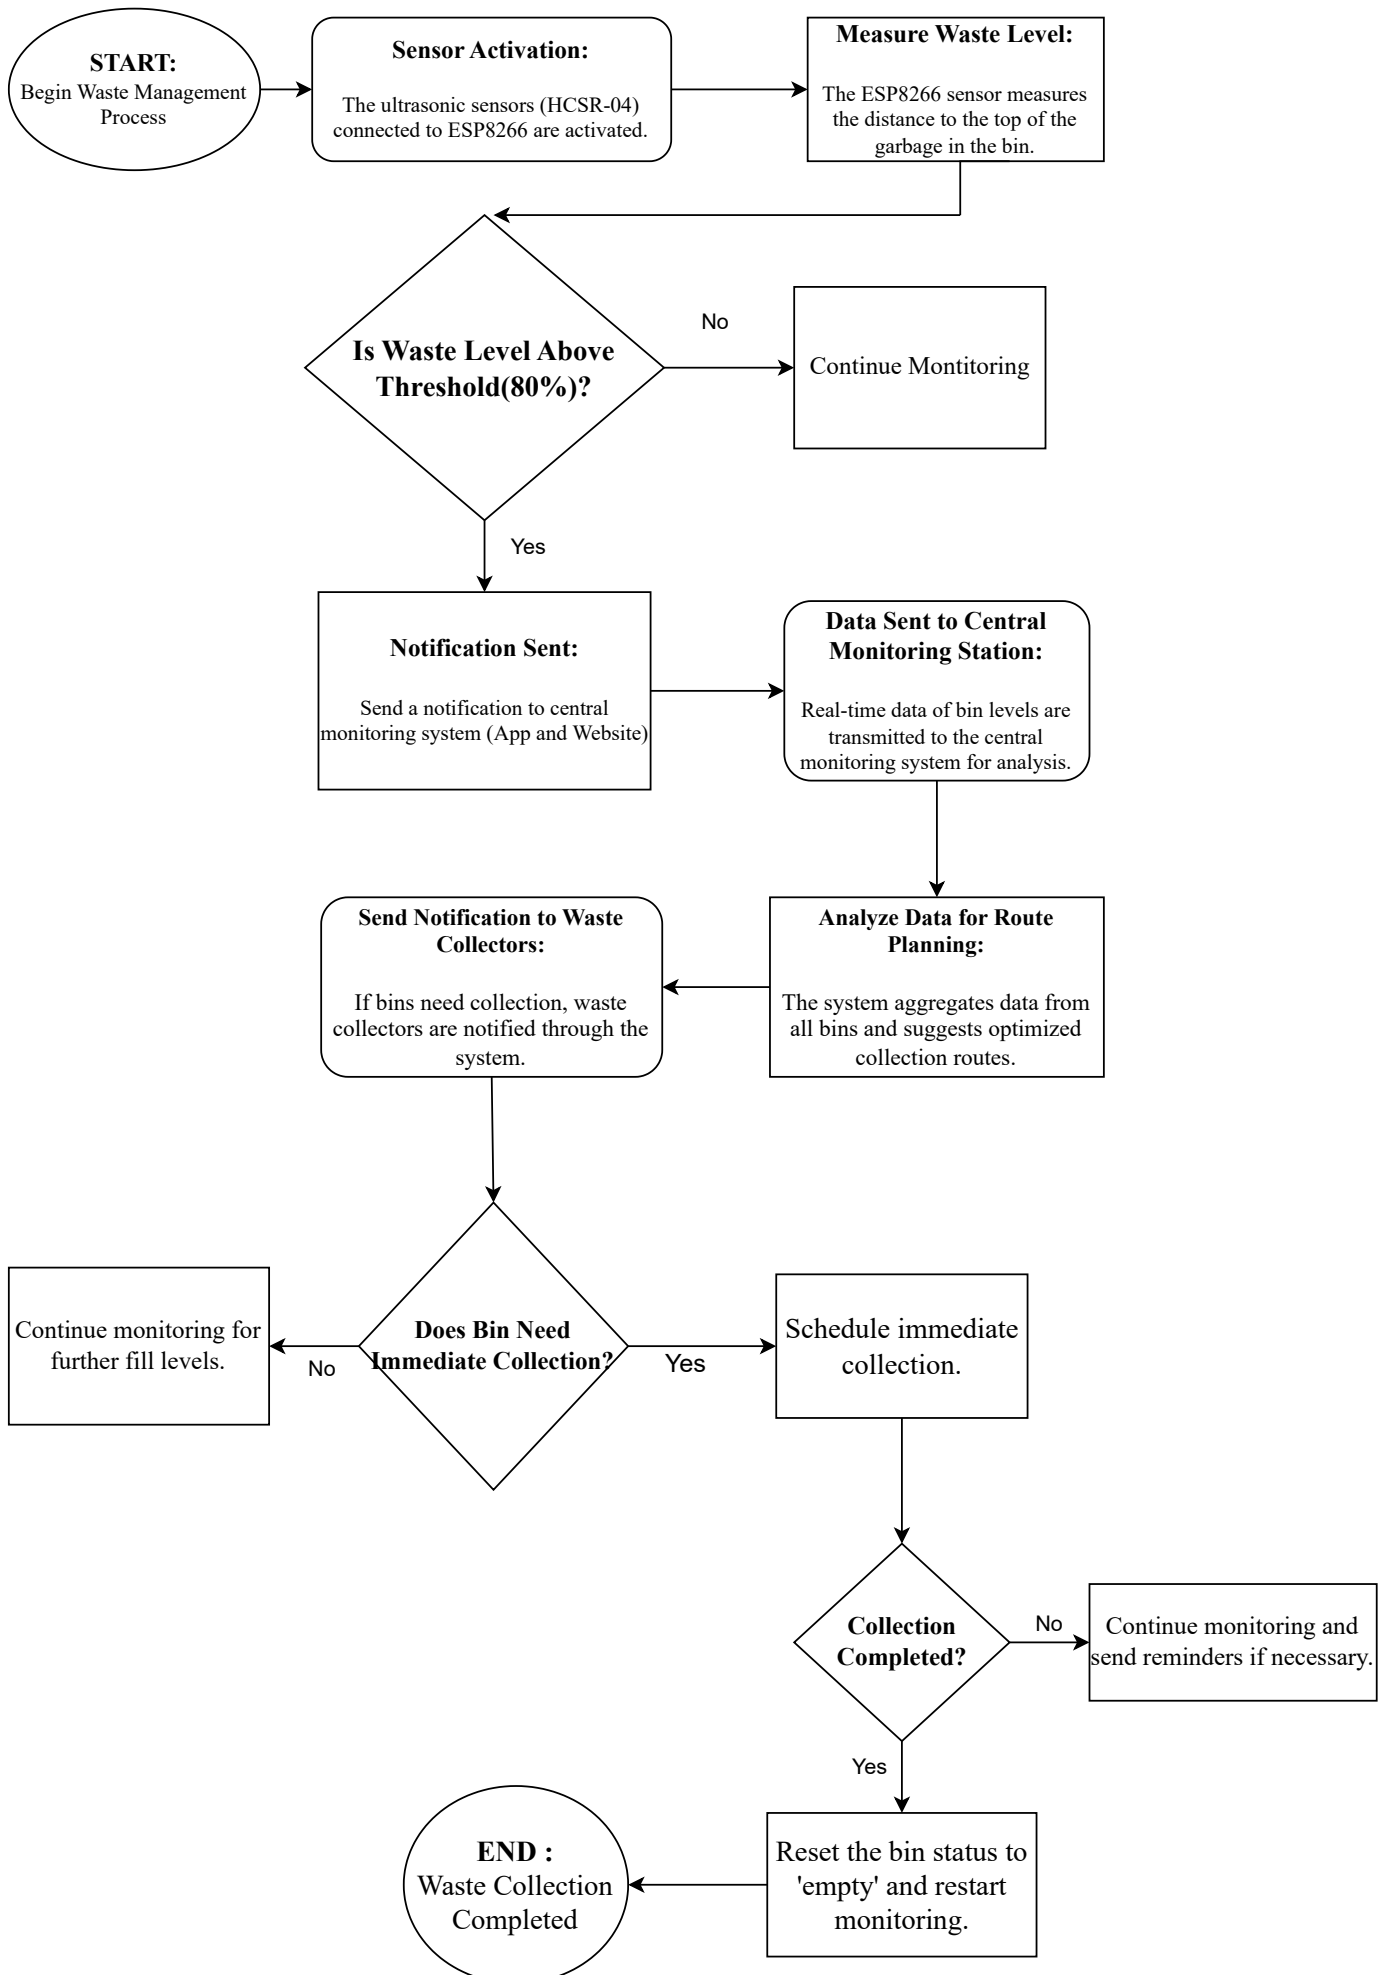 START:
Begin Waste Management
Process
Sensor Activation:
The ultrasonic sensors (HCSR-04)
connected to ESP8266 are activated.
Measure Waste Level:
The ESP8266 sensor measures
the distance to the top of the
garbage in the bin.
Is Waste Level Above
Threshold(80%)?
No
Continue Montitoring
Yes
Notification Sent:
Send a notification to central
monitoring system (App and Website)
Data Sent to Central
Monitoring Station:
Real-time data of bin levels are
transmitted to the central
monitoring system for analysis.
Analyze Data for Route
Planning:
The system aggregates data from
all bins and suggests optimized
collection routes.
Send Notification to Waste
Collectors:
If bins need collection, waste
collectors are notified through the
system.
Does Bin Need
Immediate Collection?
No
Continue monitoring for
further fill levels.
Yes
Schedule immediate
collection.
Collection
Completed?
No
Continue monitoring and
send reminders if necessary.
Yes
Reset the bin status to
'empty' and restart
monitoring.
END :
Waste Collection
Completed